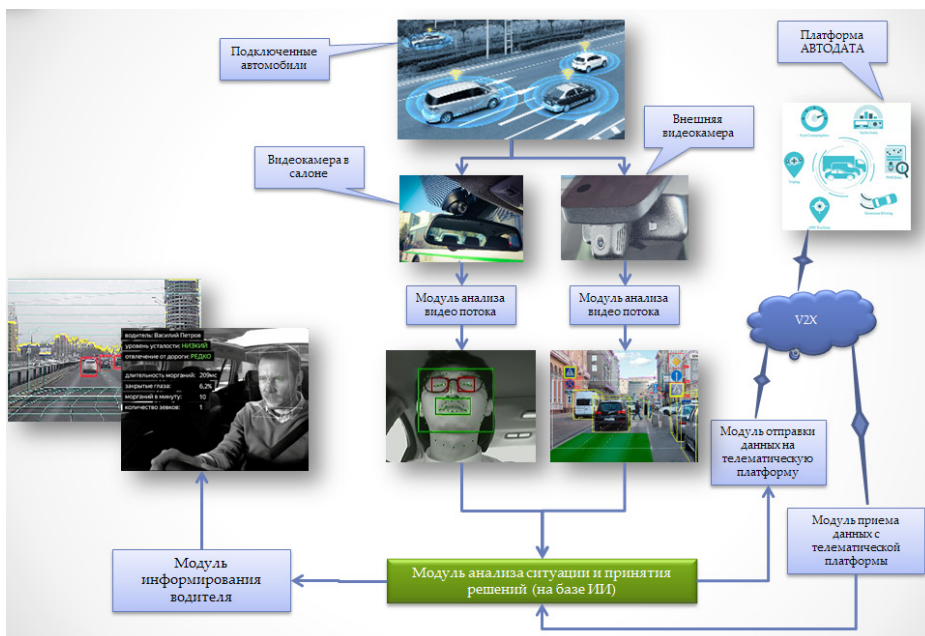 Подключенные
автомобили
Платформа
АВТОДАТА
Внешняя
видеокамера
Видеокамера в
салоне
Модуль анализа
видео потока
Модуль анализа
видео потока
V2X
водитель: Василий Петров
уровень усталости: НИЗКИЙ
отвлечение от дороги: РЕДКО
длительность морганий: 209мс
закрытые глаза: 6,2%
морганий в минуту: 10
количество зевков: 1
Модуль отправки
данных на
телематическую
платформу
Модуль приема
данных с
телематической
платформы
Модуль
информирования
водителя
Модуль анализа ситуации и принятия
решений (на базе ИИ)